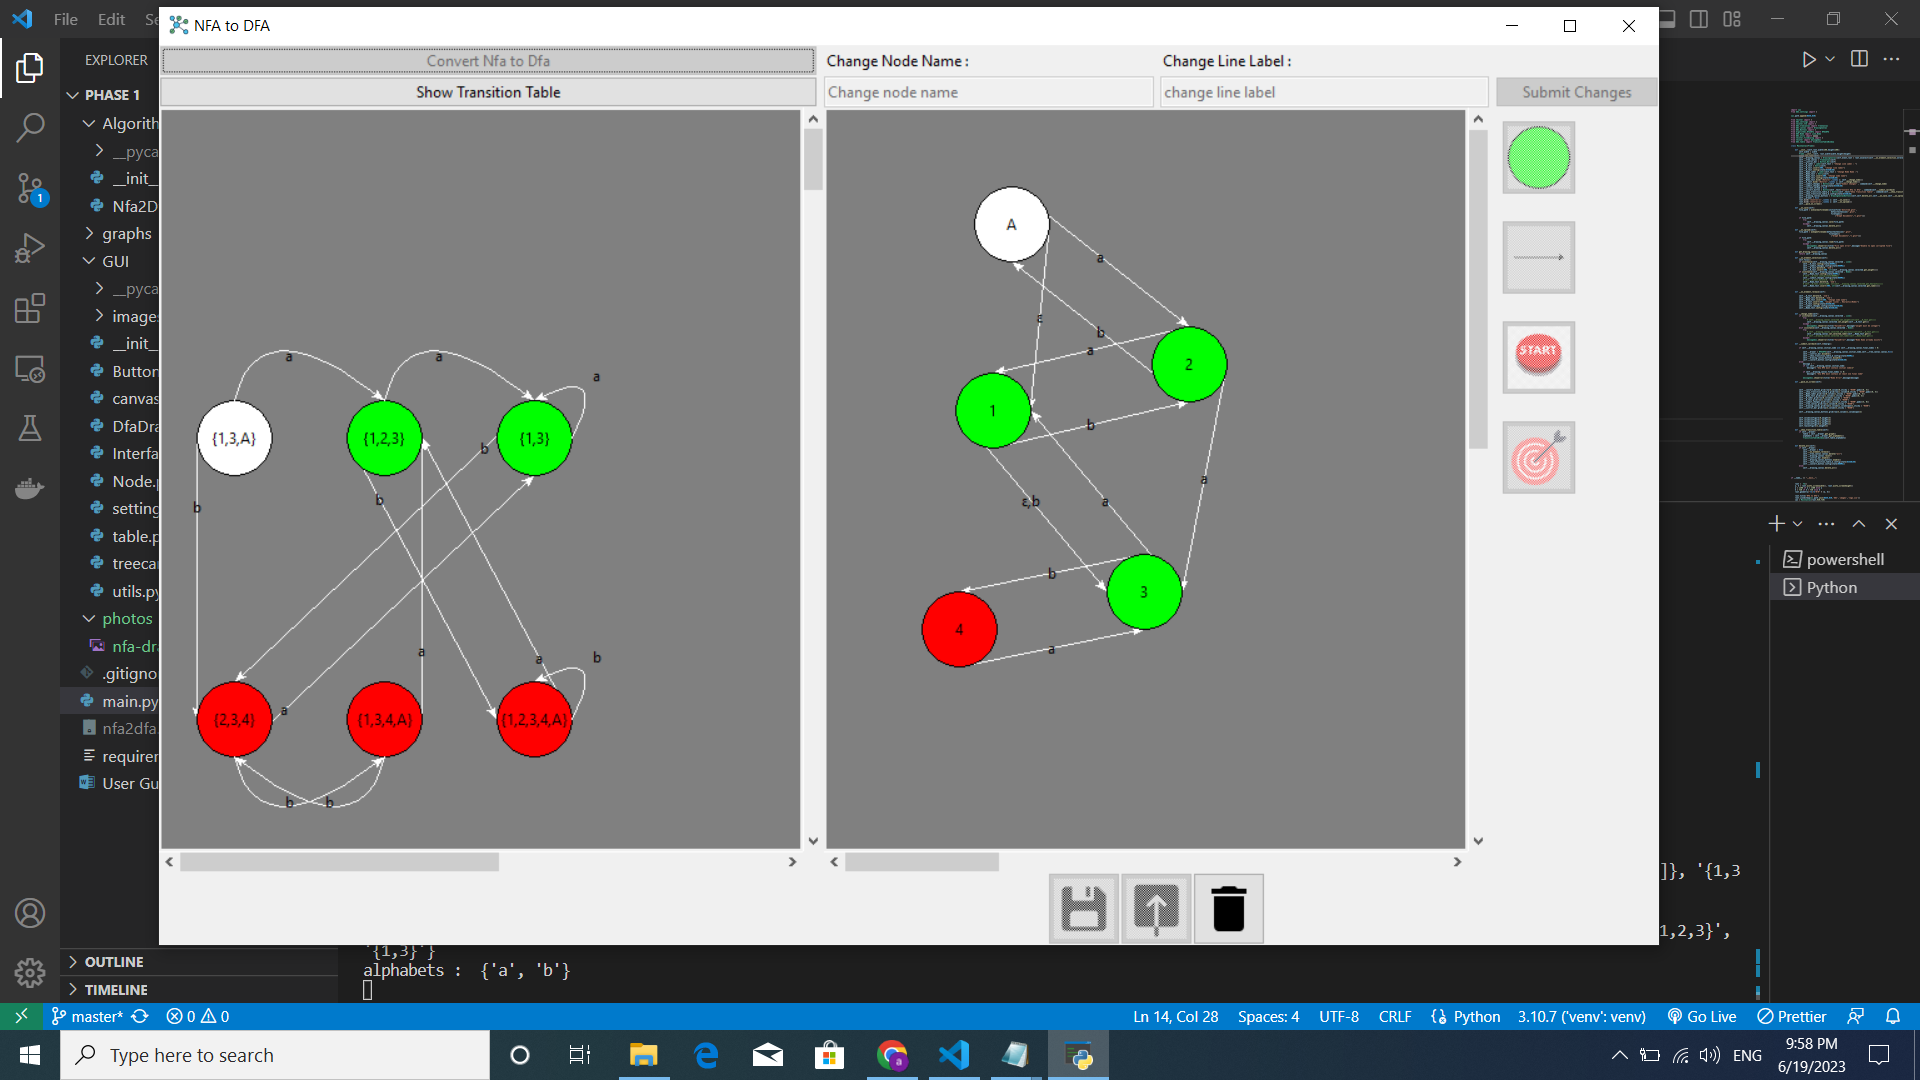 File Edit Se
NFA to DFA
EXPLORER
PHASE 1
Algorith
__pyca
__init_
Nfa2D
graphs
GUI
__pyca
images
__init_
Button
canvas
DfaDra
Interfa
Node.p
setting
table.p
treecar
utils.py
photos
nfa-dra
.gitigno
main.py
nfa2dfa.
requirer
User Gu
OUTLINE
TIMELINE
Convert Nfa to Dfa
Show Transition Table
Change Node Name :
Change Line Label :
Change node name
change line label
Submit Changes
a
a
a
{1,3,A}
{1,2,3}
{1,3}
b
b
b
a
a
b
{2,3,4}
{1,3,4,A}
{1,2,3,4,A}
a
b
b
A
a
ε
b
a
2
1
b
a
ε,b
a
b
3
4
a
START
powershell
Python
]}, '{1,3
1,2,3}',
'{1,3}'}
alphabets :  {'a', 'b'}
master*
0 0
Ln 14, Col 28
Spaces: 4
UTF-8
CRLF
Python
3.10.7 ('venv': venv)
Go Live
Prettier
Type here to search
ENG
9:58 PM
6/19/2023
1